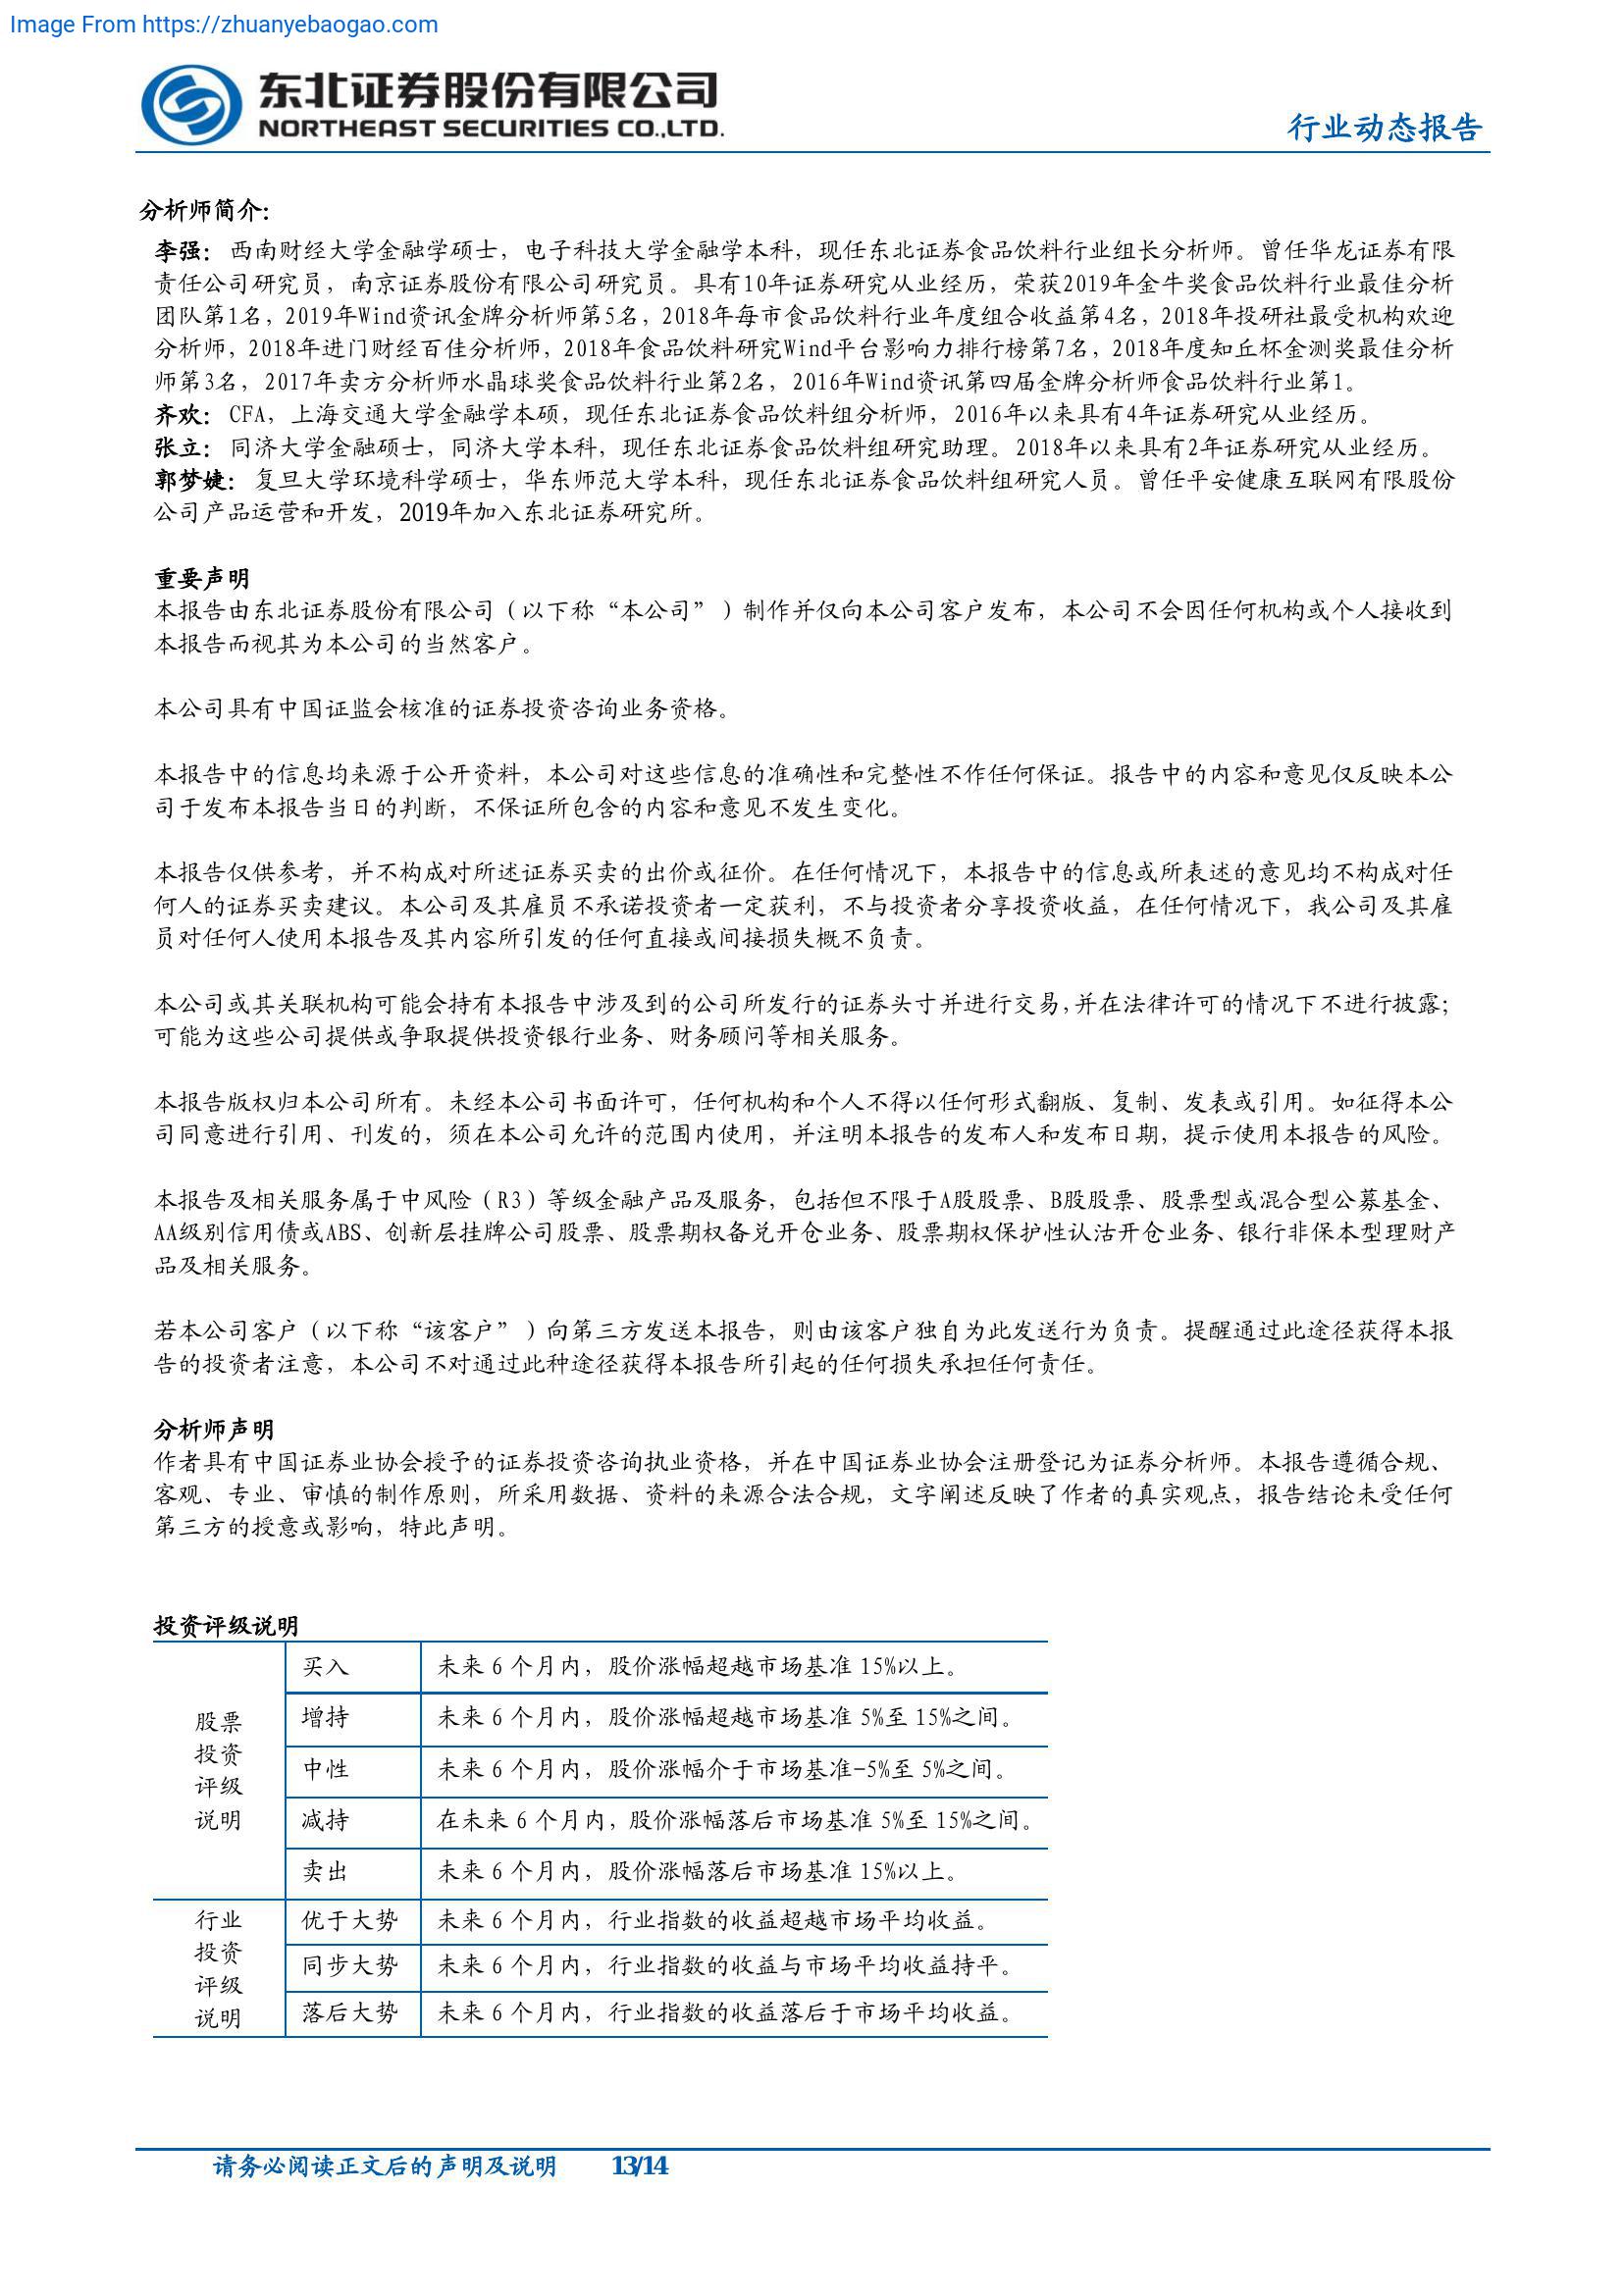 Image From https://zhuanyebaogao.com
东北证券股份有限公司
NORTHEAST SECURITIES CO.,LTD.
行业动态报告
分析师简介：
李强：西南财经大学金融学硕士，电子科技大学金融学本科，现任东北证券食品饮料行业组长分析师。曾任华龙证券有限
责任公司研究员，南京证券股份有限公司研究员。具有10年证券研究从业经历，荣获2019年金牛奖食品饮料行业最佳分析
团队第1名，2019年Wind资讯金牌分析师第5名，2018年每市食品饮料行业年度组合收益第4名，2018年投研社最受机构欢迎
分析师，2018年进门财经百佳分析师，2018年食品饮料研究Wind平台影响力排行榜第7名，2018年度知丘杯金测奖最佳分析
师第3名，2017年卖方分析师水晶球奖食品饮料行业第2名，2016年Wind资讯第四届金牌分析师食品饮料行业第1。
齐欢：CFA，上海交通大学金融学本硕，现任东北证券食品饮料组分析师，2016年以来具有4年证券研究从业经历。
张立：同济大学金融硕士，同济大学本科，现任东北证券食品饮料组研究助理。2018年以来具有2年证券研究从业经历。
郭梦婕：复旦大学环境科学硕士，华东师范大学本科，现任东北证券食品饮料组研究人员。曾任平安健康互联网有限股份
公司产品运营和开发，2019年加入东北证券研究所。
重要声明
本报告由东北证券股份有限公司（以下称“本公司”）制作并仅向本公司客户发布，本公司不会因任何机构或个人接收到
本报告而视其为本公司的当然客户。
本公司具有中国证监会核准的证券投资咨询业务资格。
本报告中的信息均来源于公开资料，本公司对这些信息的准确性和完整性不作任何保证。报告中的内容和意见仅反映本公
司于发布本报告当日的判断，不保证所包含的内容和意见不发生变化。
本报告仅供参考，并不构成对所述证券买卖的出价或征价。在任何情况下，本报告中的信息或所表述的意见均不构成对任
何人的证券买卖建议。本公司及其雇员不承诺投资者一定获利，不与投资者分享投资收益，在任何情况下，我公司及其雇
员对任何人使用本报告及其内容所引发的任何直接或间接损失概不负责。
本公司或其关联机构可能会持有本报告中涉及到的公司所发行的证券头寸并进行交易，并在法律许可的情况下不进行披露；
可能为这些公司提供或争取提供投资银行业务、财务顾问等相关服务。
本报告版权归本公司所有。未经本公司书面许可，任何机构和个人不得以任何形式翻版、复制、发表或引用。如征得本公
司同意进行引用、刊发的，须在本公司允许的范围内使用，并注明本报告的发布人和发布日期，提示使用本报告的风险。
本报告及相关服务属于中风险（R3）等级金融产品及服务，包括但不限于A股股票、B股股票、股票型或混合型公募基金、
AA级别信用债或ABS、创新层挂牌公司股票、股票期权备兑开仓业务、股票期权保护性认沽开仓业务、银行非保本型理财产
品及相关服务。
若本公司客户（以下称“该客户”）向第三方发送本报告，则由该客户独自为此发送行为负责。提醒通过此途径获得本报
告的投资者注意，本公司不对通过此种途径获得本报告所引起的任何损失承担任何责任。
分析师声明
作者具有中国证券业协会授予的证券投资咨询执业资格，并在中国证券业协会注册登记为证券分析师。本报告遵循合规、
客观、专业、审慎的制作原则，所采用数据、资料的来源合法合规，文字阐述反映了作者的真实观点，报告结论未受任何
第三方的授意或影响，特此声明。
投资评级说明
股票
投资
评级
说明
买入 未来 6 个月内，股价涨幅超越市场基准 15%以上。
增持 未来 6 个月内，股价涨幅超越市场基准 5%至 15%之间。
中性 未来 6 个月内，股价涨幅介于市场基准-5%至 5%之间。
减持 在未来 6 个月内，股价涨幅落后市场基准 5%至 15%之间。
卖出 未来 6 个月内，股价涨幅落后市场基准 15%以上。
行业
投资
评级
说明
优于大势 未来 6 个月内，行业指数的收益超越市场平均收益。
同步大势 未来 6 个月内，行业指数的收益与市场平均收益持平。
落后大势 未来 6 个月内，行业指数的收益落后于市场平均收益。
请务必阅读正文后的声明及说明 13/14